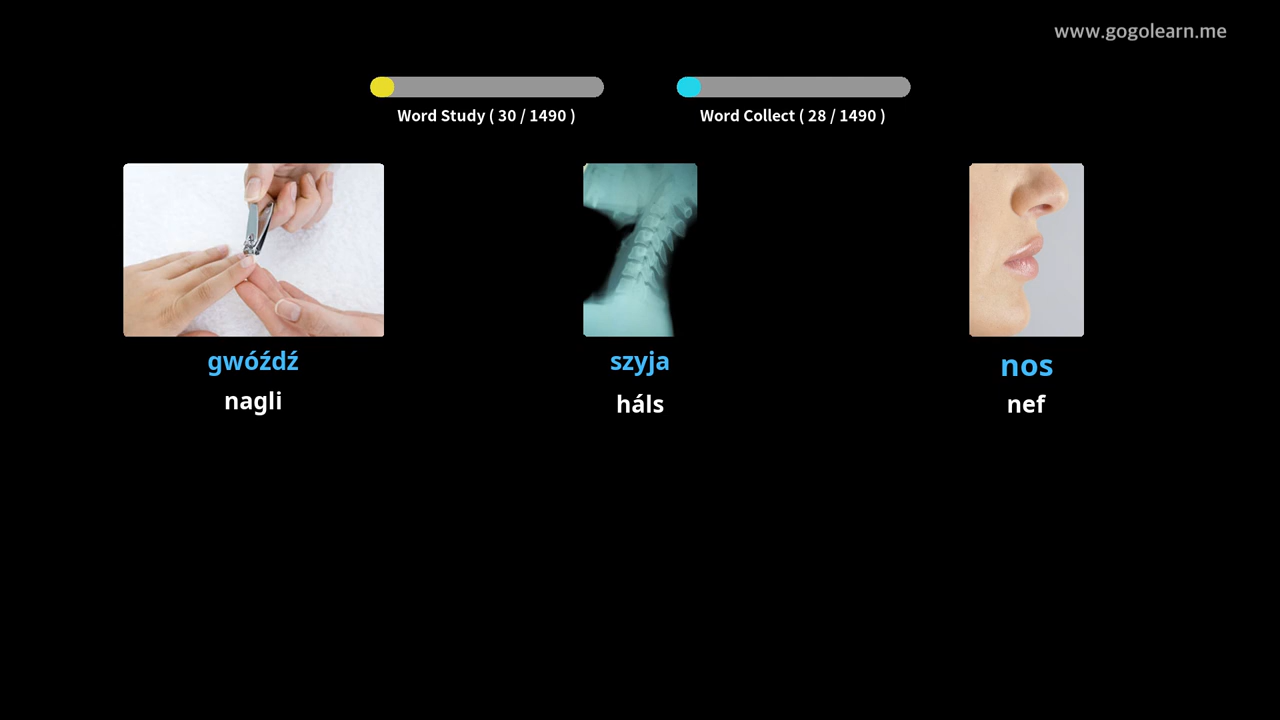 www.gogolearn.me
Word Study ( 30 / 1490 )
Word Collect ( 28 / 1490 )
gwóźdź
nagli
szyja
háls
nos
nef